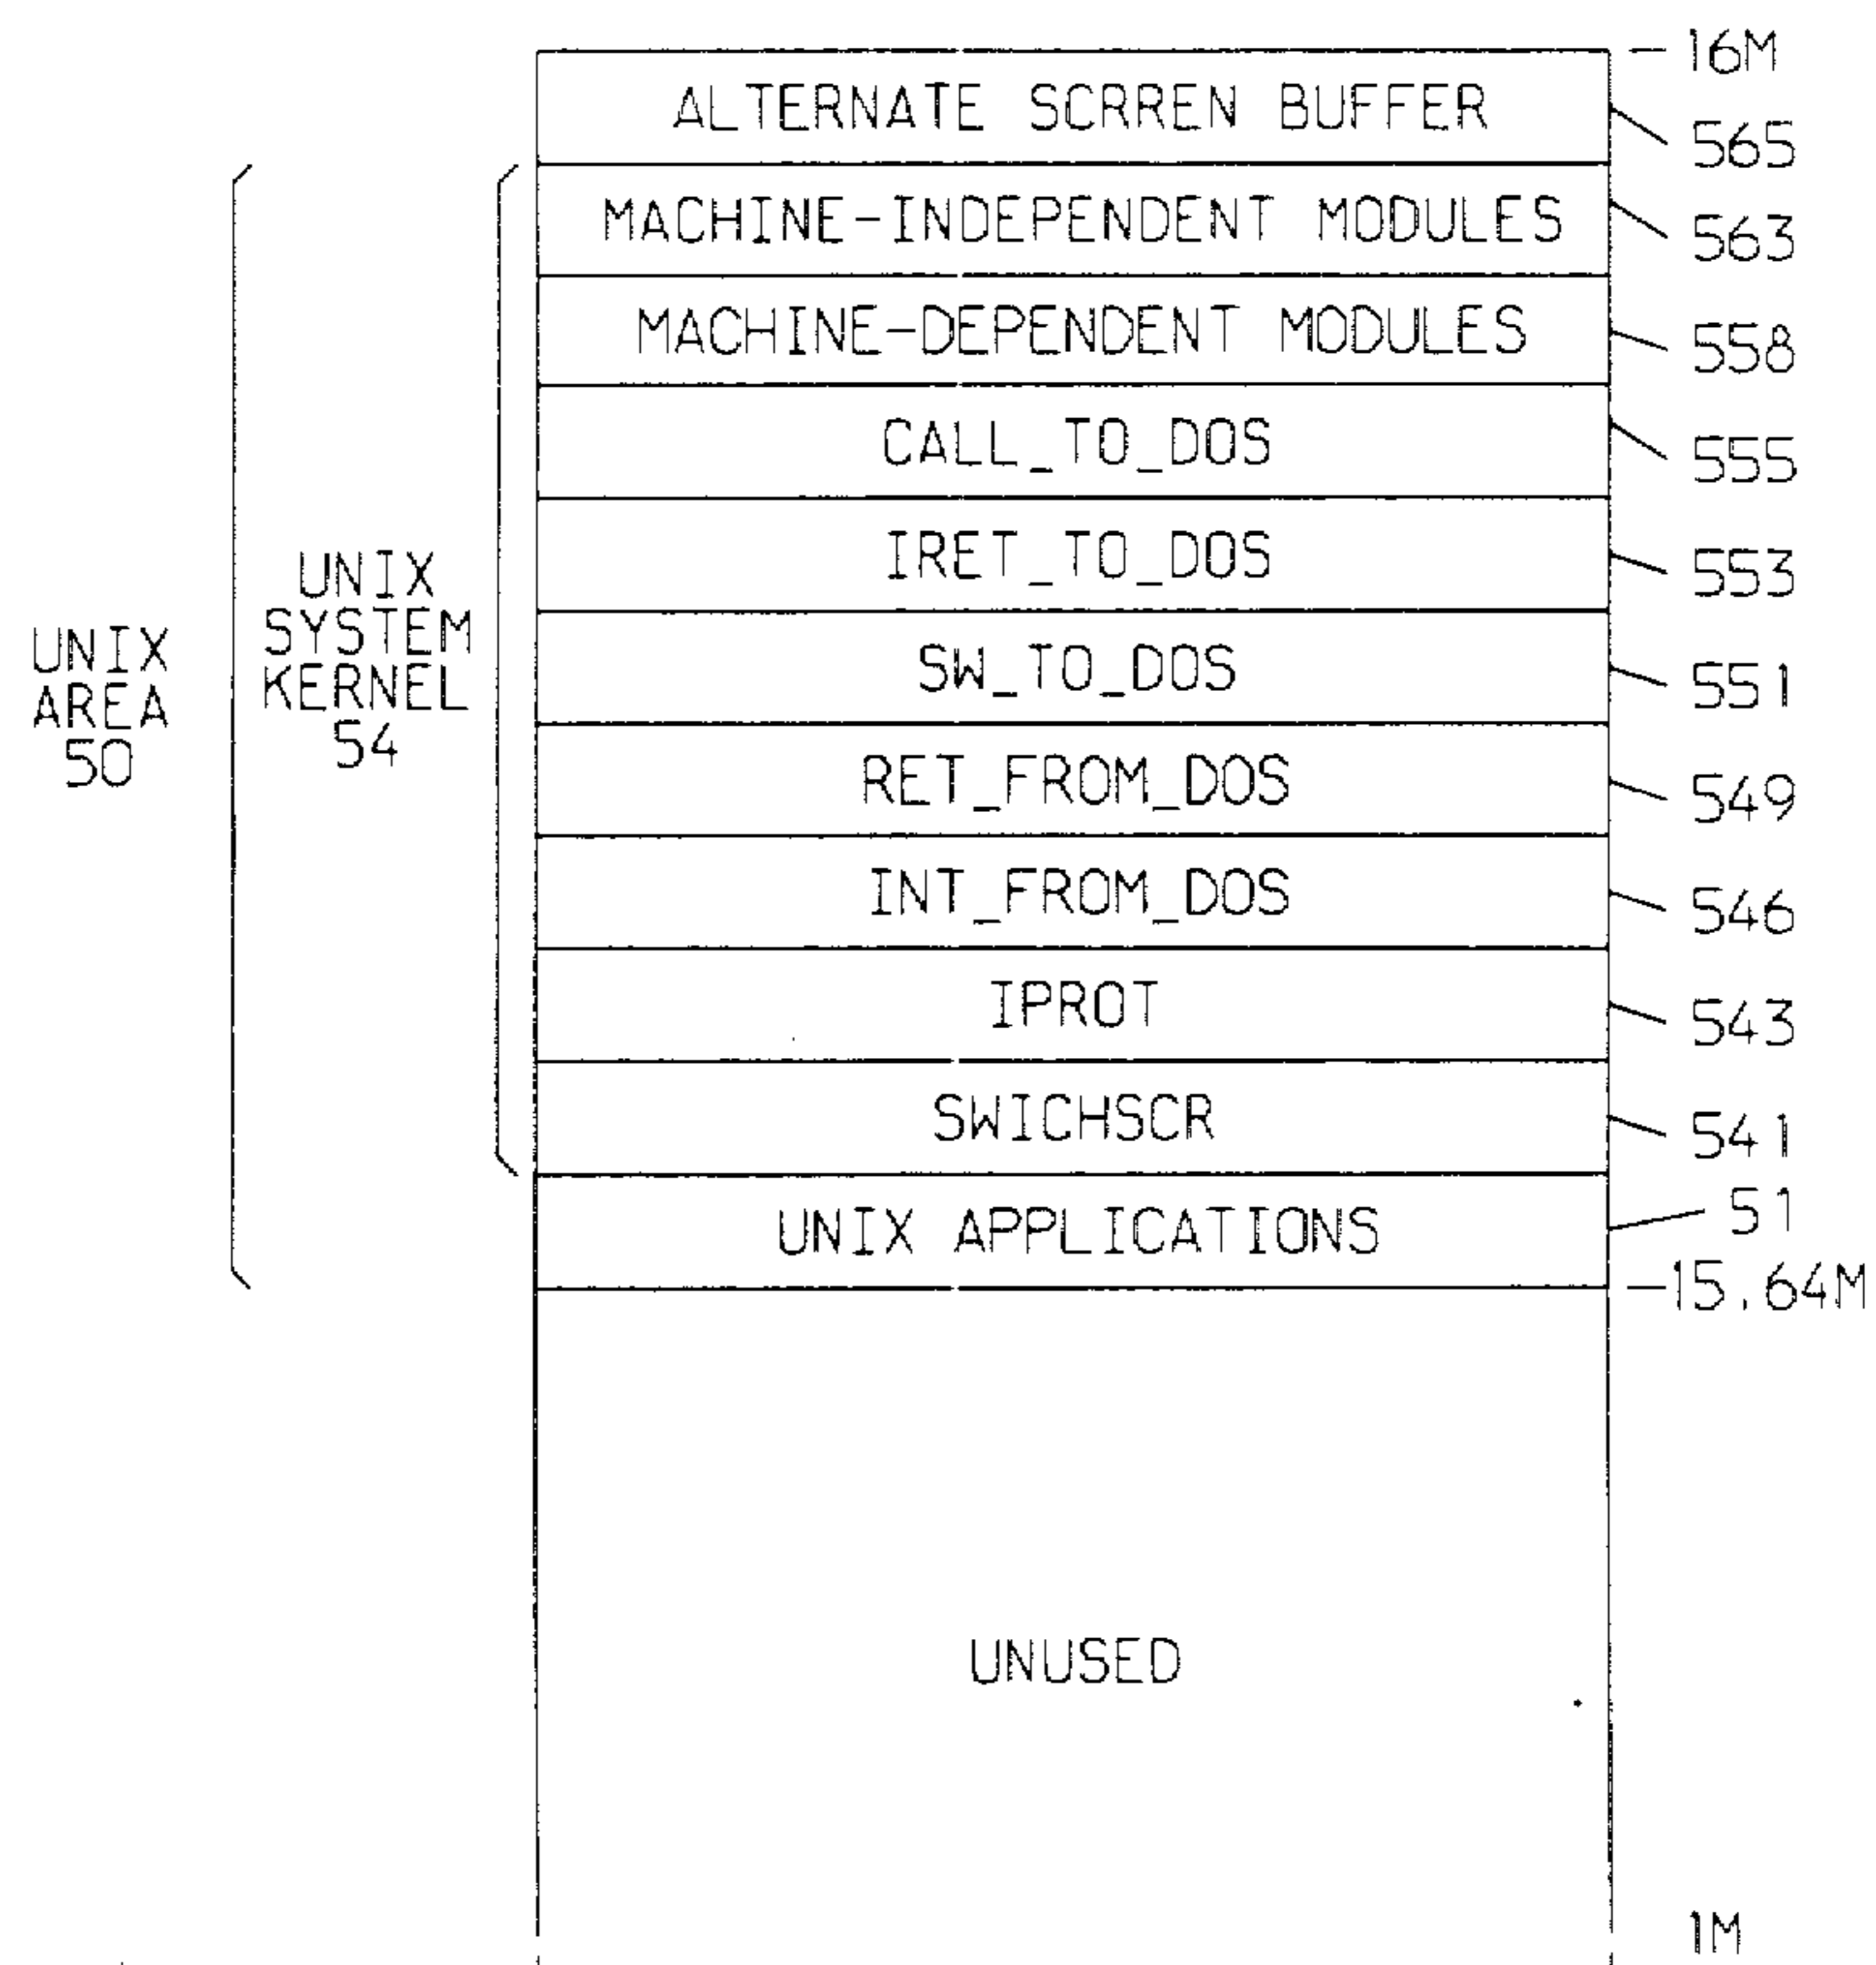 16M
ALTERNATE SCRREN BUFFER
565
MACHINE-INDEPENDENT MODULES
563
MACHINE-DEPENDENT MODULES
558
CALL_TO_DOS
555
IRET_TO_DOS
553
UNIX
SYSTEM
KERNEL
54
UNIX
AREA
50
SW_TO_DOS
551
RET_FROM_DOS
549
INT_FROM_DOS
546
IPROT
543
SWICHSCR
541
UNIX APPLICATIONS
51
15.64M
UNUSED
1M